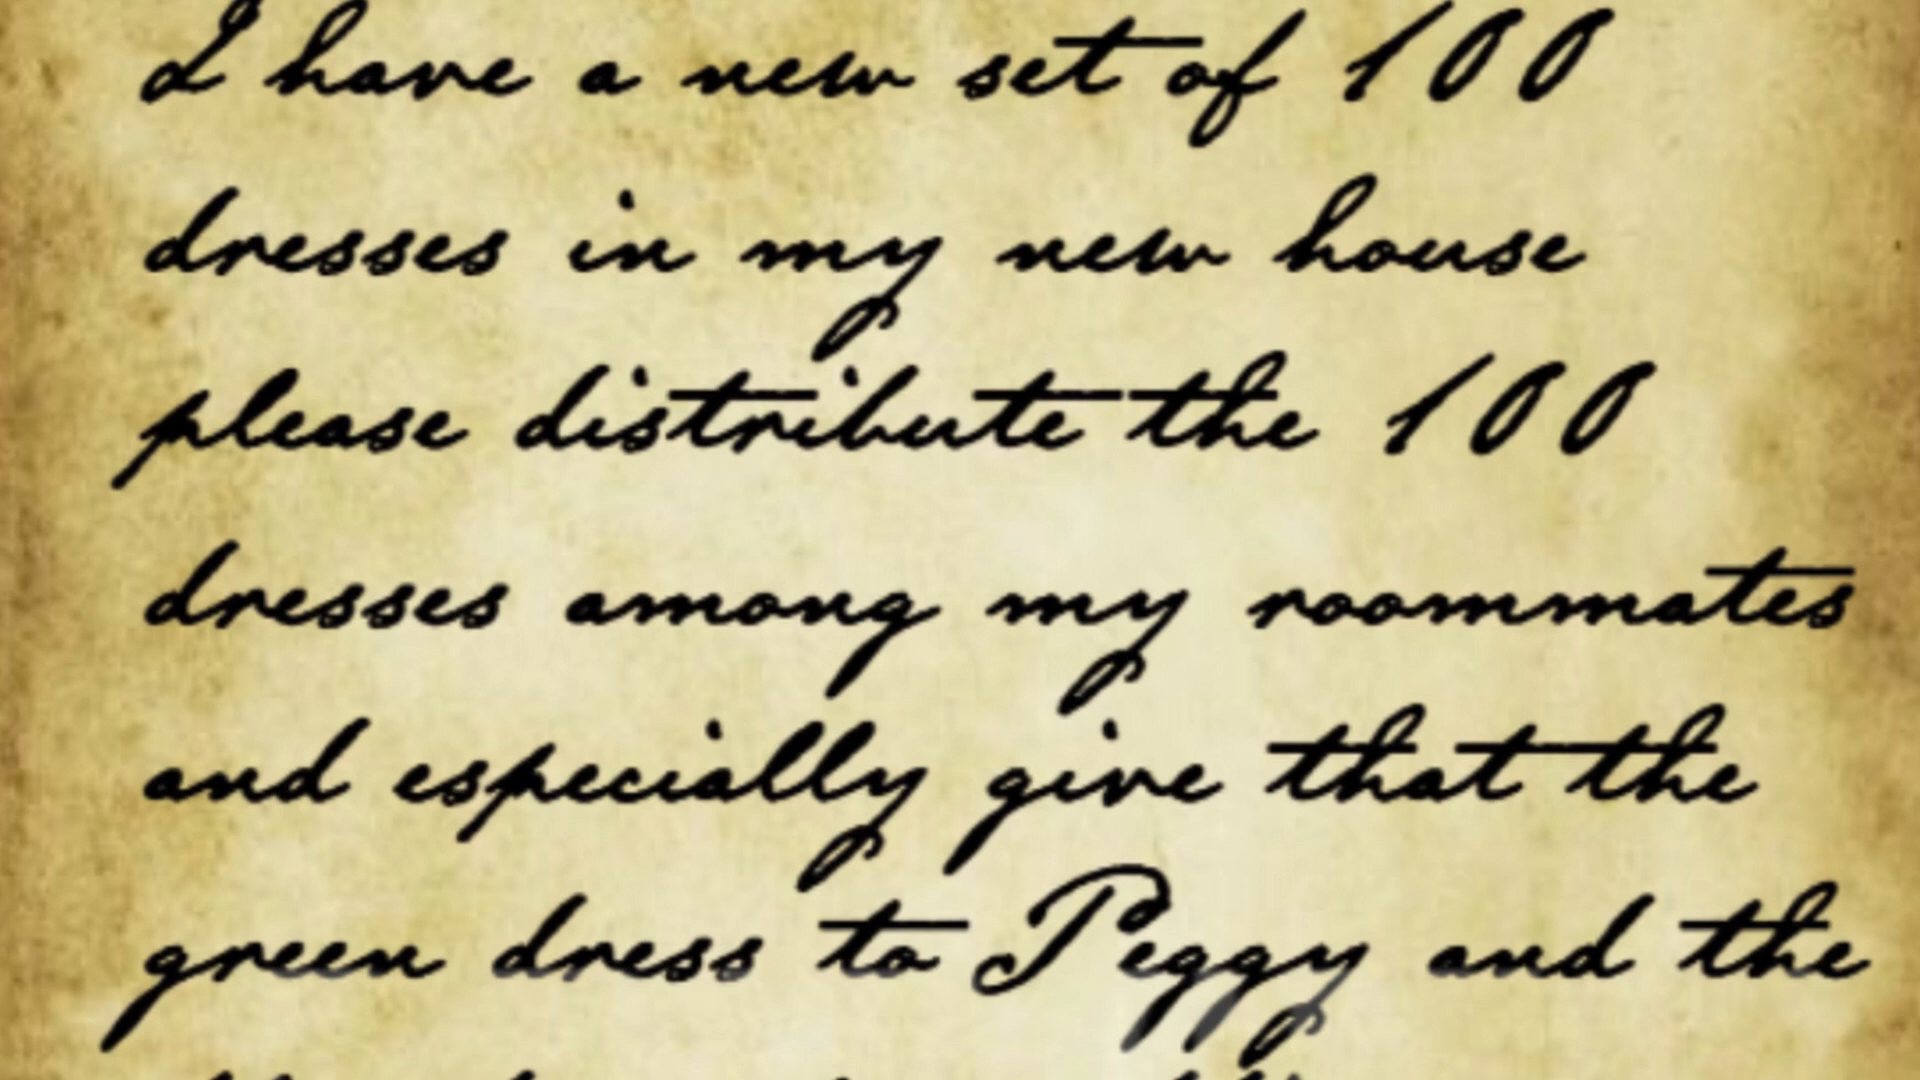 I have a new set of 100
dresses in my new house
please distribute the 100
dresses among my roommates
and especially give that the
green dress to Peggy and the